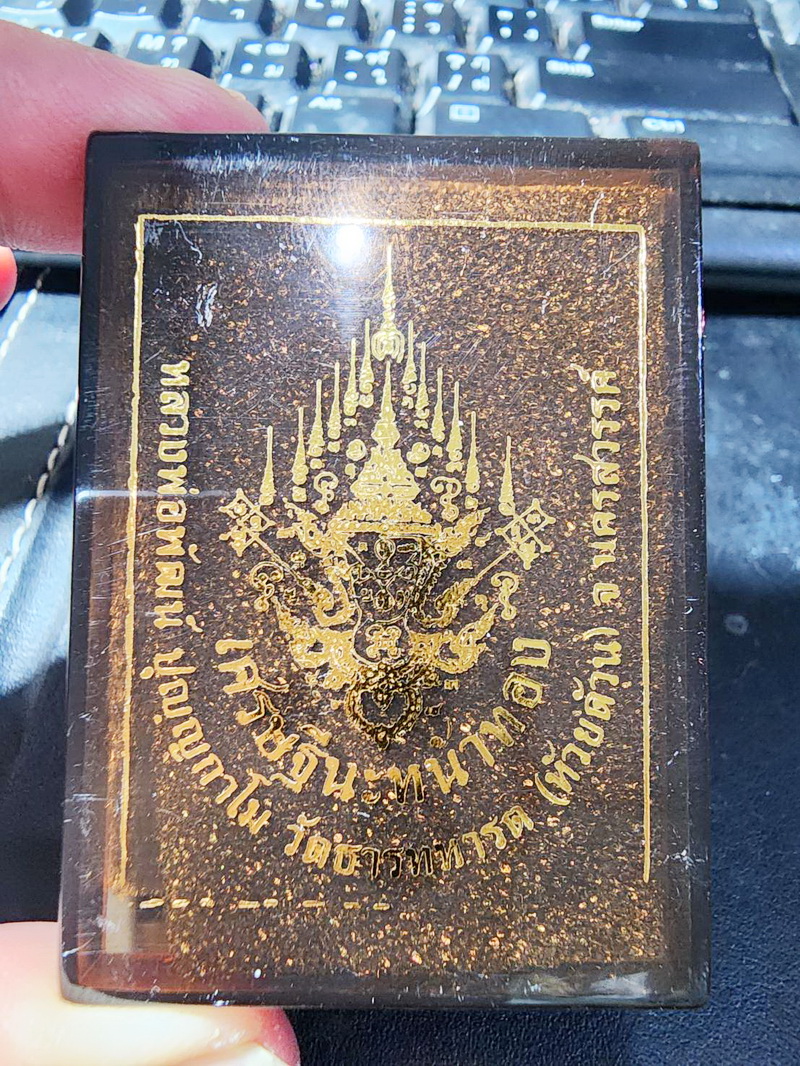 เศรษฐีนะหน้าทอง
หลวงพ่อพัฒน์ ปุญญกาโม วัดธารทหารด (ห้วยด้วน) จ.นครสวรรค์
Ctrl